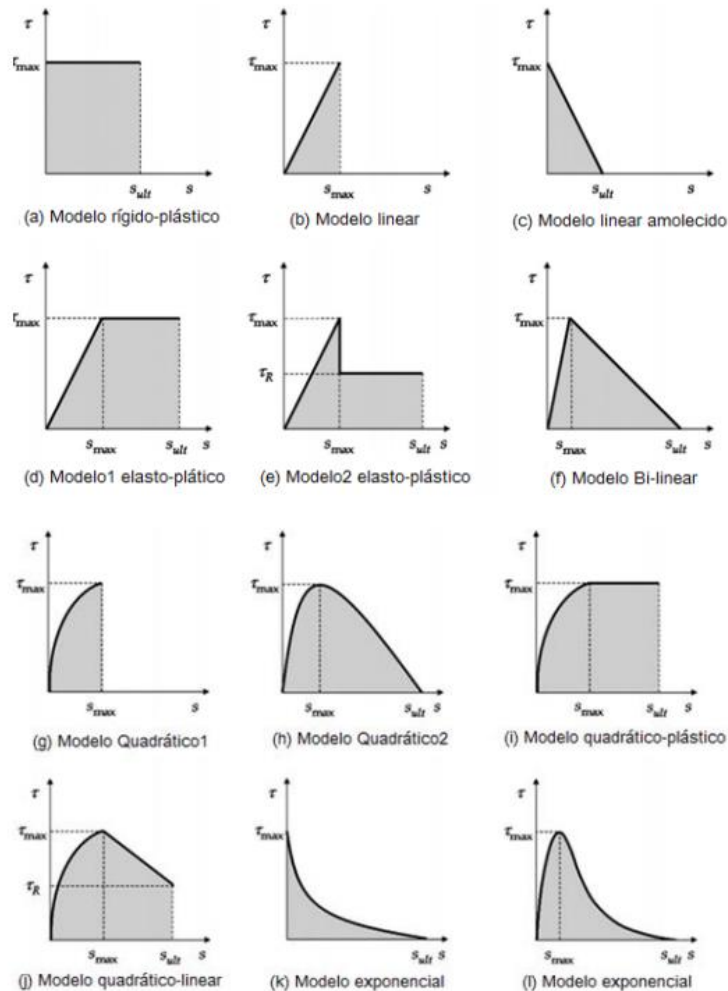 τ τ τ
τmax τmax τmax
sult s smax s sult s
(a) Modelo rígido-plástico (b) Modelo linear (c) Modelo linear amolecido
τ τ τ
τmax τmax τmax
τR
smax sult s smax sult s smax sult s
(d) Modelo1 elasto-plático (e) Modelo2 elasto-plástico (f) Modelo Bi-linear
τ τ τ
τmax τmax τmax
smax s smax sult s smax sult s
(g) Modelo Quadrático1 (h) Modelo Quadrático2 (i) Modelo quadrático-plástico
τ τ τ
τmax τmax τmax
τR
smax sult s sult s smax sult s
(j) Modelo quadrático-linear (k) Modelo exponencial (l) Modelo exponencial